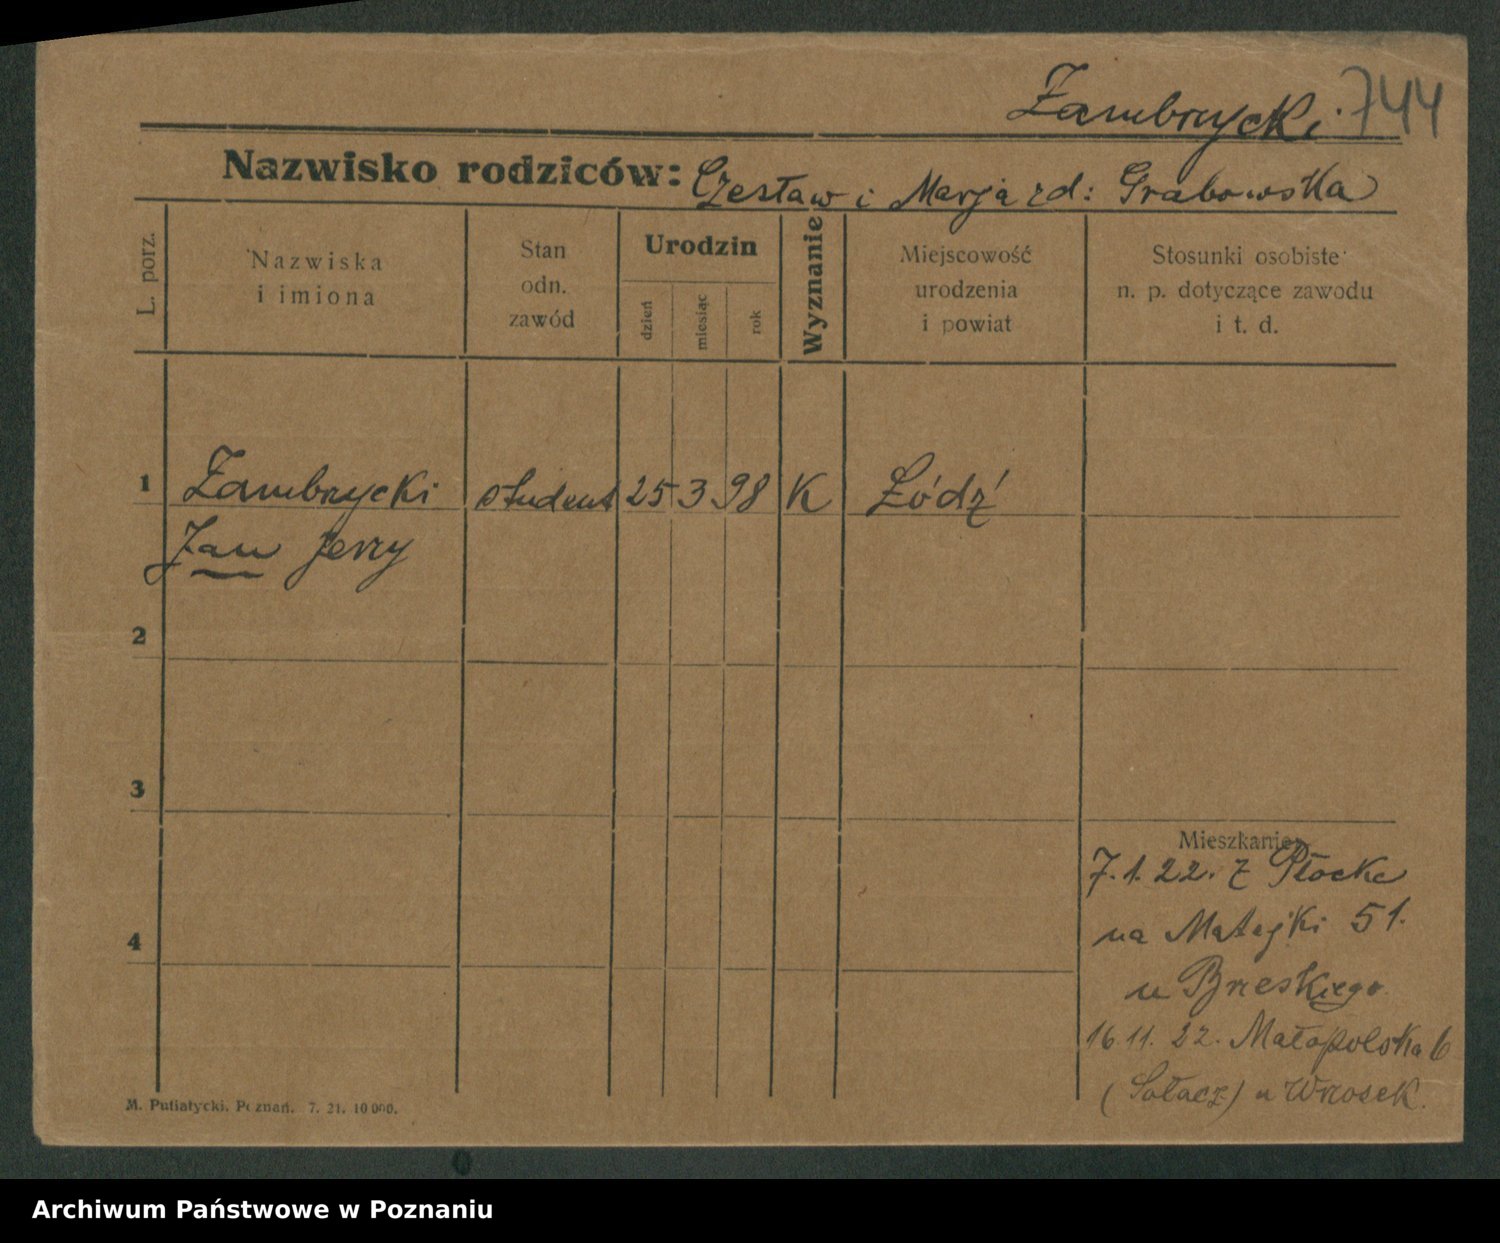 Zambrzycki 744
Nazwisko rodziców: Czesław i Marja zd: Grabowska
L. porz.
Nazwiska
i imiona
Stan
odn.
zawód
Urodzin
dzień
miesiąc
rok
Wyznanie
Miejscowość
urodzenia
i powiat
Stosunki osobiste
n. p. dotyczące zawodu
i t. d.
1 Zambrzycki student 25 3 98 K Łódź
Jan Jerzy
2
3
4
Mieszkanie
7.1.22. z Płocka
na Matejki 51.
u Brzeskiego
16.11.22. Małopolska 6
(Sołacz) u Wrzosek.
M. Putiatycki. Poznań. 7. 21. 10 000.
Archiwum Państwowe w Poznaniu